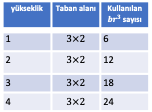 yükseklik Taban alanı Kullanılan
br³ sayısı
1 3×2 6
2 3×2 12
3 3×2 18
4 3×2 24